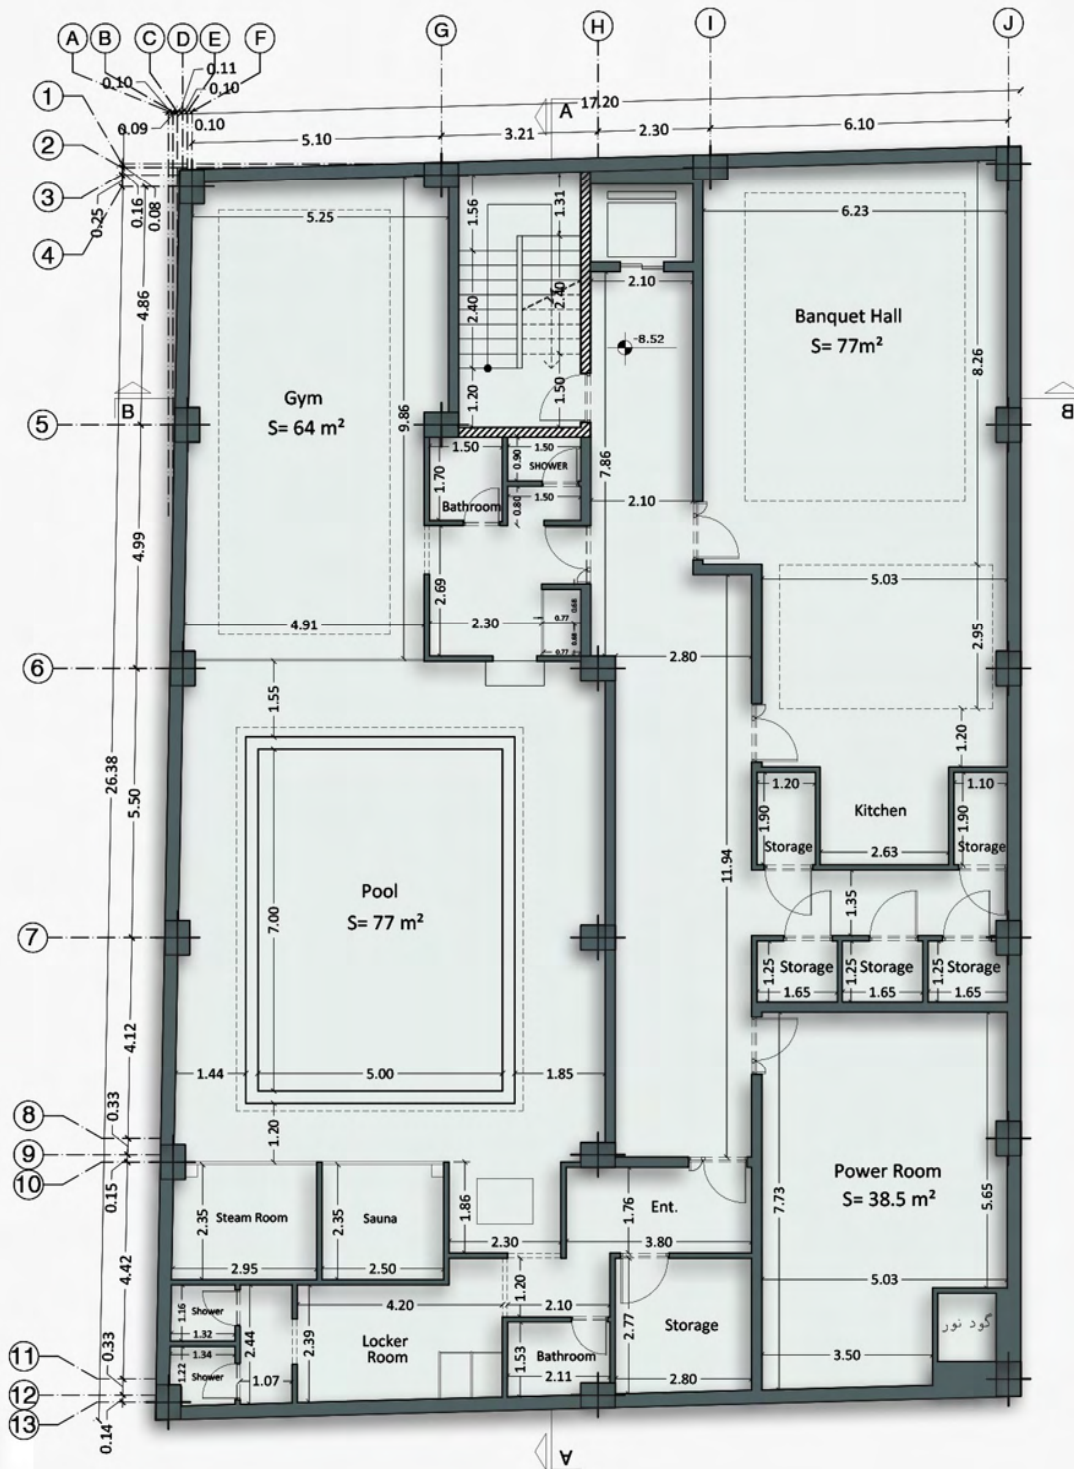 A B C D E F G H I J
0.10 0.11 0.10
17.20
A
0.09 0.10 5.10 3.21 2.30 6.10
1
2
3
4
0.25 0.16 0.08
5.25
1.56 1.31
6.23
2.10
4.86
2.40 2.40
Banquet Hall
S= 77m²
-8.52
8.26
Gym
S= 64 m²
9.86
B
B
1.20 1.50
5
1.50 1.50
0.90 SHOWER
7.86
1.70
Bathroom
0.80 1.50
2.10
4.99
2.69
5.03
4.91 2.30
0.77 0.68
0.77 0.68
2.95
6
2.80
1.55
1.20
26.38
5.50
1.20 1.10
1.90 Kitchen 1.90
Storage 2.63 Storage
11.94
Pool
S= 77 m²
7.00
1.35
7
1.25 Storage 1.25 Storage 1.25 Storage
1.65 1.65 1.65
4.12
1.44 5.00 1.85
0.33
1.20
8
9
10
0.15
Power Room
S= 38.5 m²
7.73 5.65
2.35 Steam Room 2.35 Sauna 1.86
1.76 Ent.
2.30 3.80
2.95 2.50
5.03
4.42
1.20
4.20 2.10
1.16 Shower
1.32
2.44 2.39
Locker
Room
2.77 Storage
گود نور
0.33
1.34
1.22 Shower
1.07
1.53 Bathroom
2.11
2.80
3.50
11
12
13
0.14
A